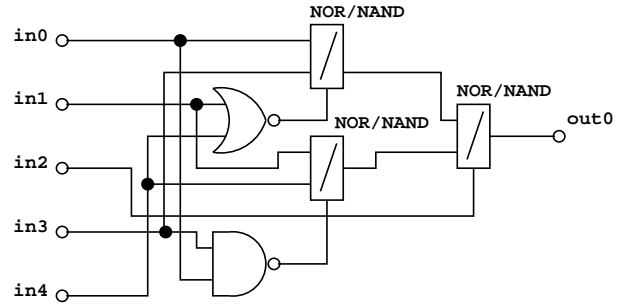 NOR/NAND
in0
NOR/NAND
in1
out0
NOR/NAND
in2
in3
in4